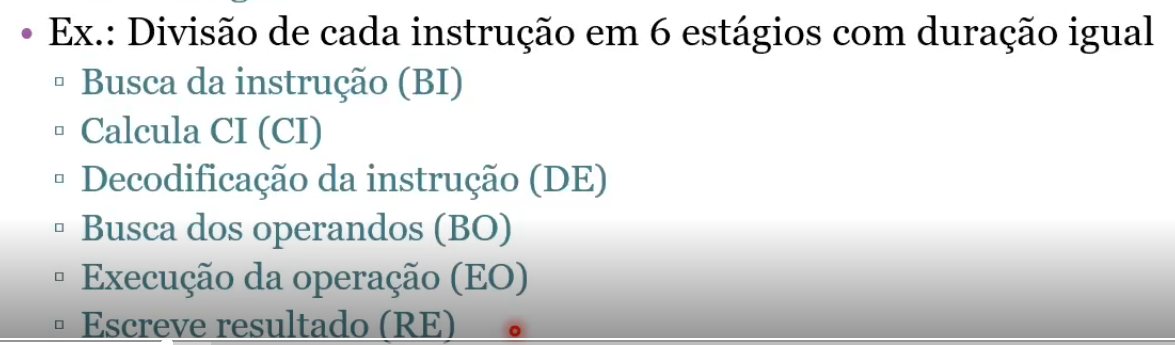 • Ex.: Divisão de cada instrução em 6 estágios com duração igual
▫ Busca da instrução (BI)
▫ Calcula CI (CI)
▫ Decodificação da instrução (DE)
▫ Busca dos operandos (BO)
▫ Execução da operação (EO)
▫ Escreve resultado (RE)